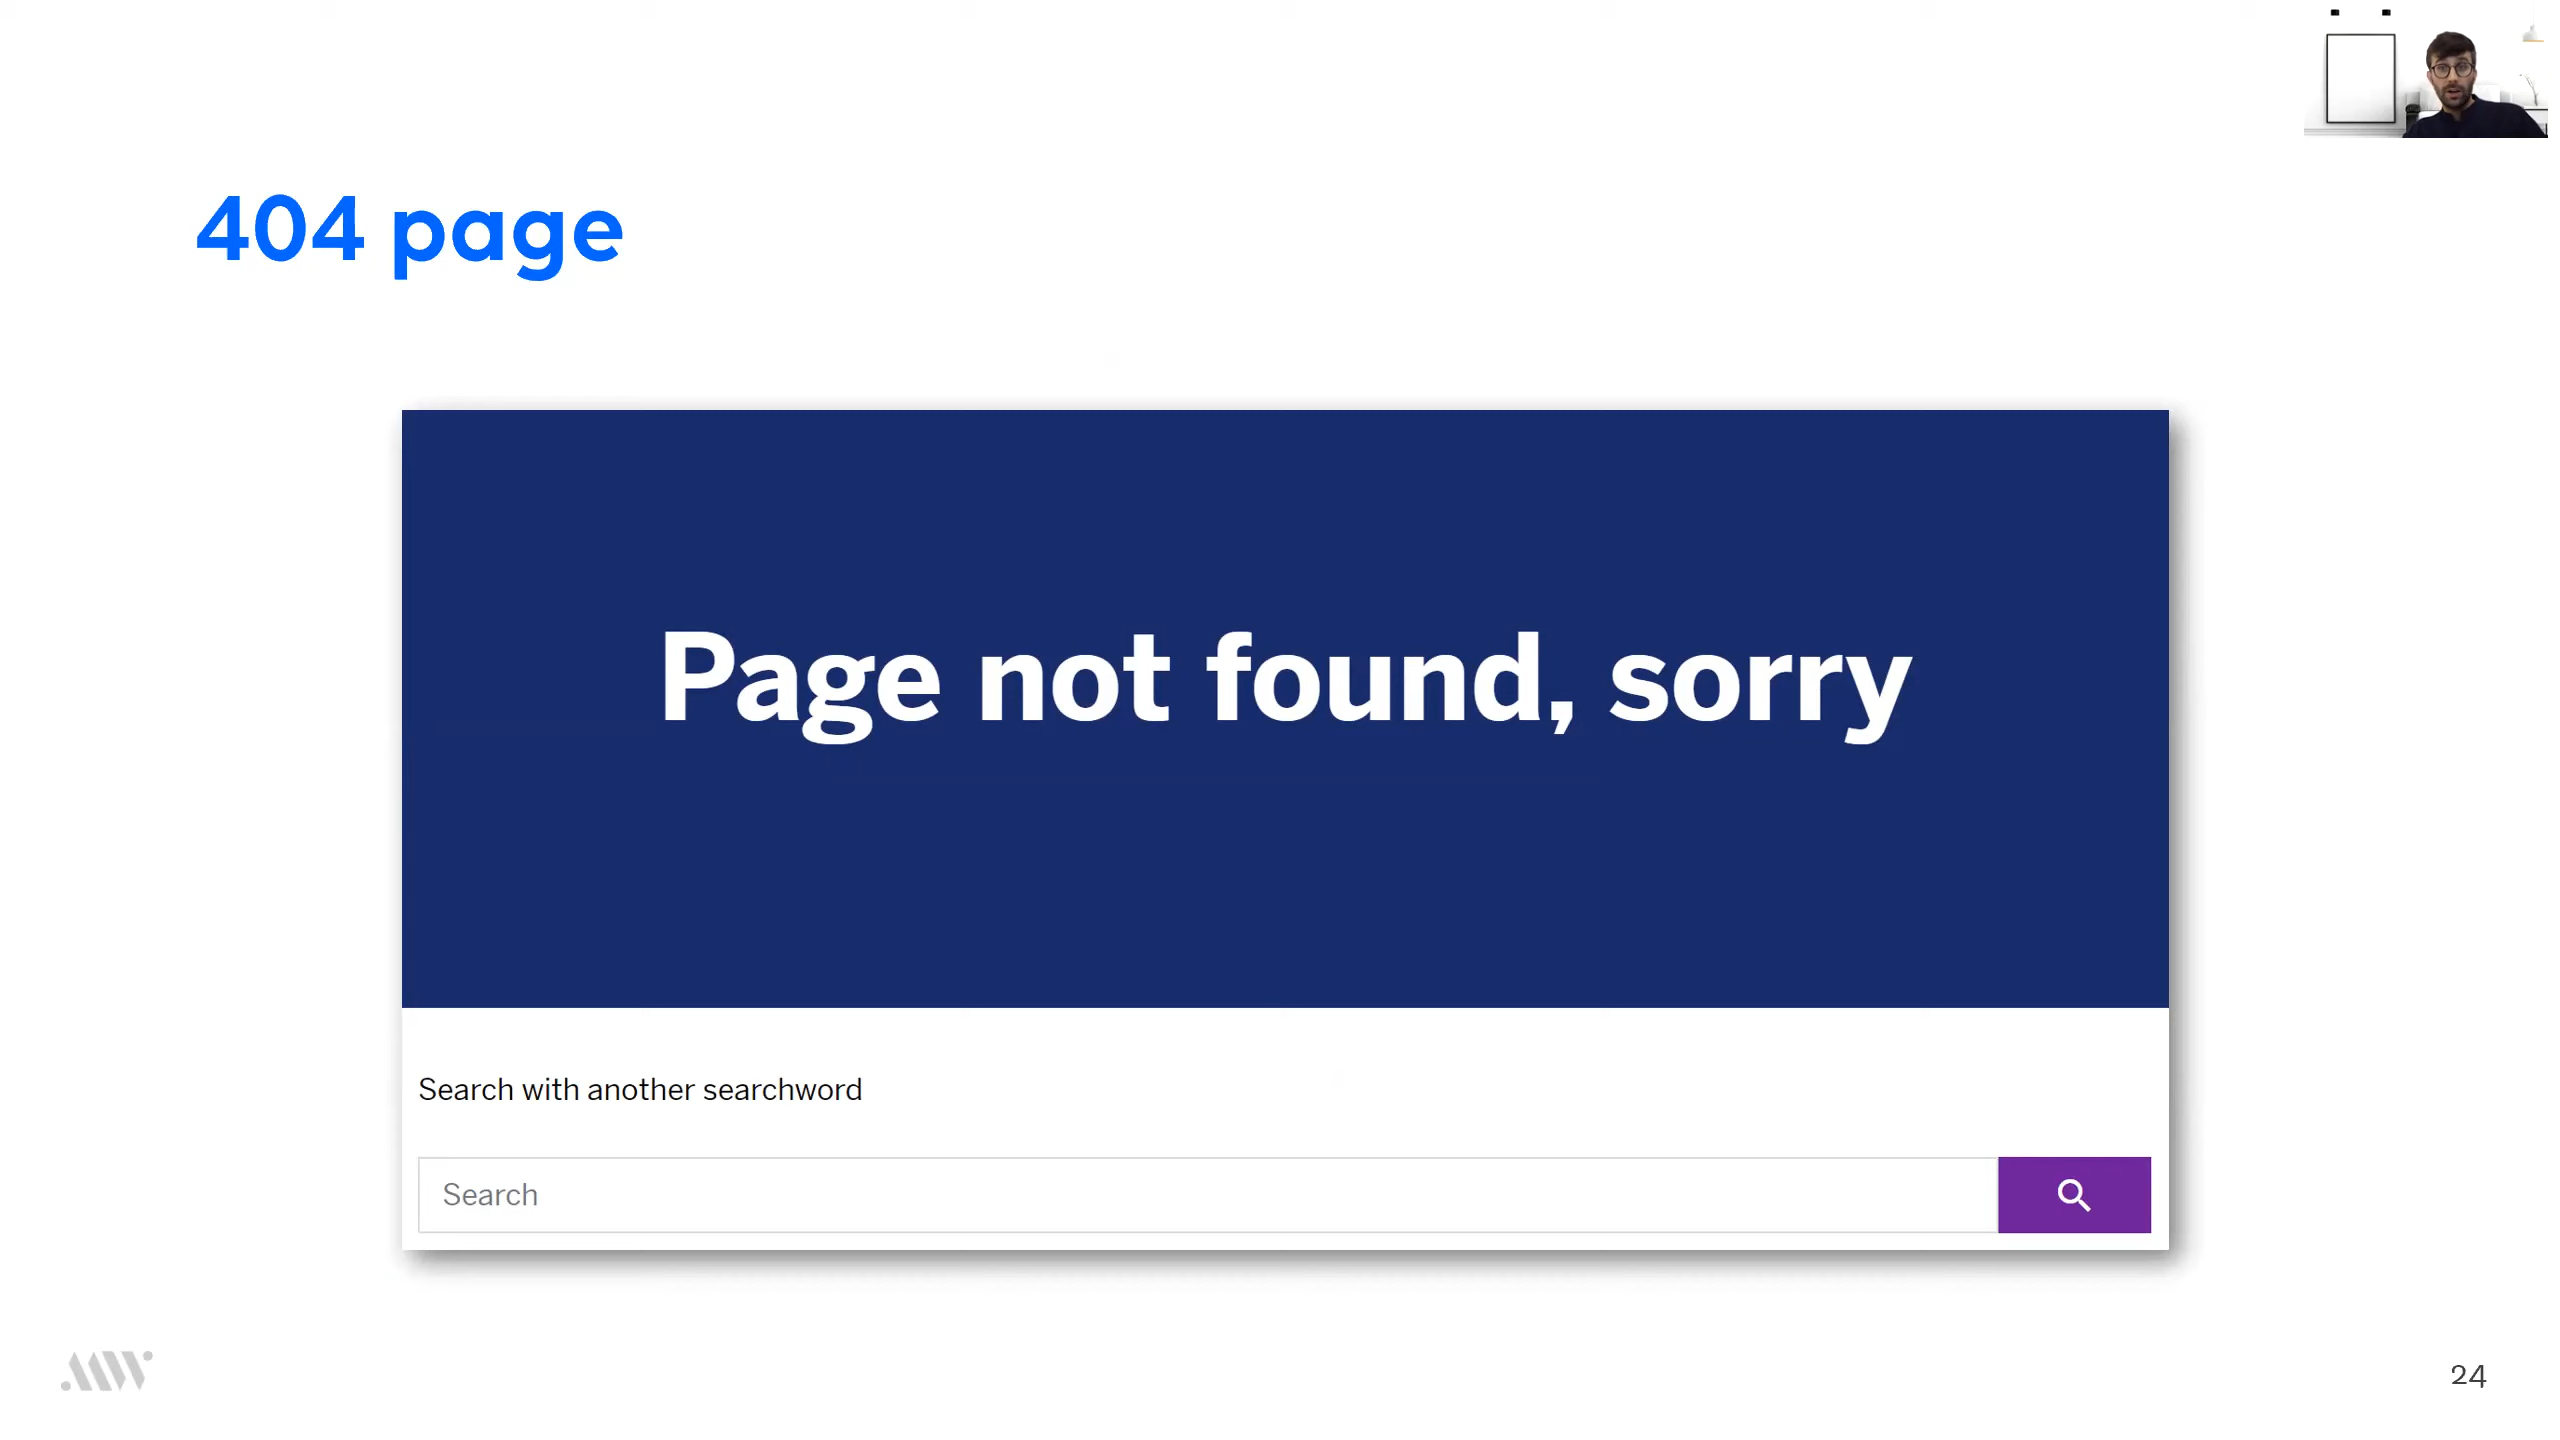 404 page
Page not found, sorry
Search with another searchword
Search
24